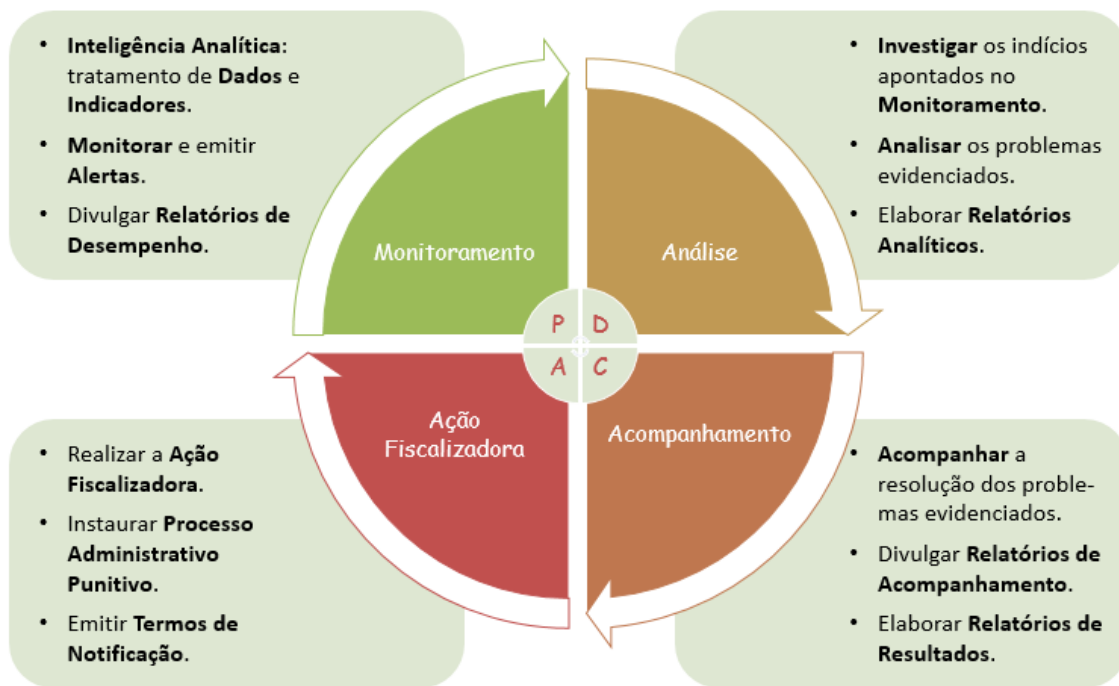 • Inteligência Analítica:
tratamento de Dados e
Indicadores.
• Monitorar e emitir
Alertas.
• Divulgar Relatórios de
Desempenho.
• Investigar os indícios
apontados no
Monitoramento.
• Analisar os problemas
evidenciados.
• Elaborar Relatórios
Analíticos.
Monitoramento
Análise
P
D
A
C
Ação
Fiscalizadora
Acompanhamento
• Realizar a Ação
Fiscalizadora.
• Instaurar Processo
Administrativo
Punitivo.
• Emitir Termos de
Notificação.
• Acompanhar a
resolução dos proble-
mas evidenciados.
• Divulgar Relatórios de
Acompanhamento.
• Elaborar Relatórios de
Resultados.